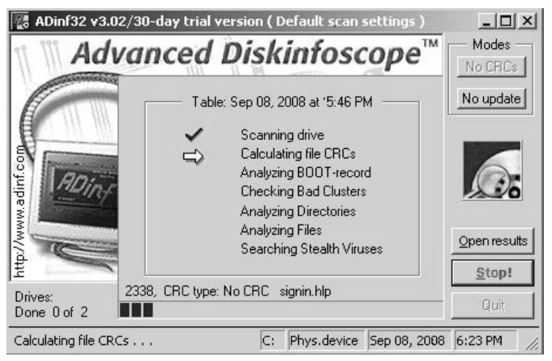 ADinf32 v3.02/30-day trial version ( Default scan settings )
Advanced Diskinfoscope™
Modes
No CRCs
No update
Table: Sep 08, 2008 at '5:46 PM
Scanning drive
Calculating file CRCs
Analyzing BOOT-record
Checking Bad Clusters
Analyzing Directories
Analyzing Files
Searching Stealth Viruses
http://www.adinf.com
ADinf
Open results
Stop!
Quit
2338, CRC type: No CRC signin.hlp
Drives:
Done 0 of 2
Calculating file CRCs . . .
C:
Phys.device
Sep 08, 2008
6:23 PM